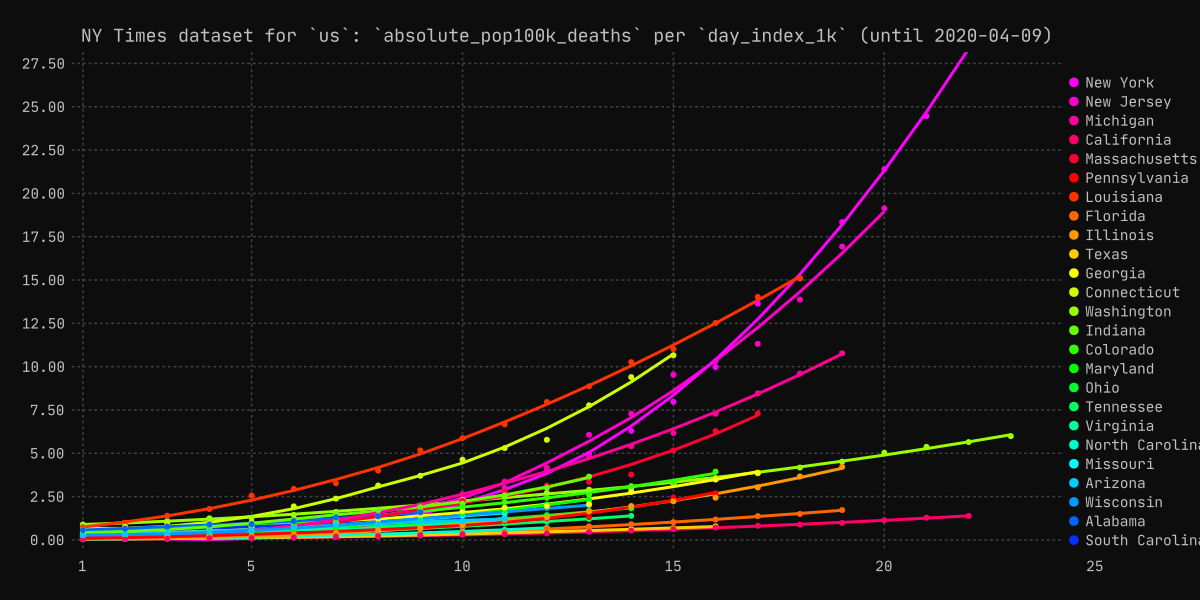 NY Times dataset for `us`: `absolute_pop100k_deaths` per `day_index_1k` (until 2020-04-09)
27.50
25.00
22.50
20.00
17.50
15.00
12.50
10.00
7.50
5.00
2.50
0.00
1 5 10 15 20 25
New York
New Jersey
Michigan
California
Massachusetts
Pennsylvania
Louisiana
Florida
Illinois
Texas
Georgia
Connecticut
Washington
Indiana
Colorado
Maryland
Ohio
Tennessee
Virginia
North Carolina
Missouri
Arizona
Wisconsin
Alabama
South Carolina